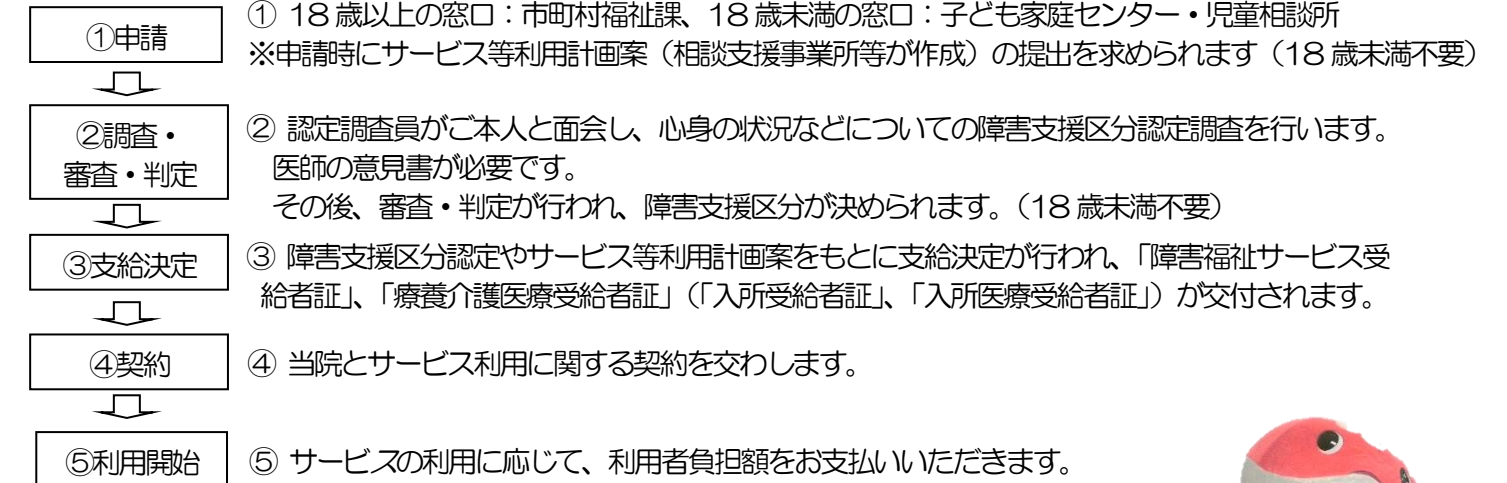 ①申請
① 18歳以上の窓口：市町村福祉課、18歳未満の窓口：子ども家庭センター・児童相談所
※申請時にサービス等利用計画案（相談支援事業所等が作成）の提出を求められます（18歳未満不要）
②調査・
審査・判定
② 認定調査員がご本人と面会し、心身の状況などについての障害支援区分認定調査を行います。
医師の意見書が必要です。
その後、審査・判定が行われ、障害支援区分が決められます。（18歳未満不要）
③支給決定
③ 障害支援区分認定やサービス等利用計画案をもとに支給決定が行われ、「障害福祉サービス受
給者証」、「療養介護医療受給者証」（「入所受給者証」、「入所医療受給者証」）が交付されます。
④契約
④ 当院とサービス利用に関する契約を交わします。
⑤利用開始
⑤ サービスの利用に応じて、利用者負担額をお支払いいただきます。